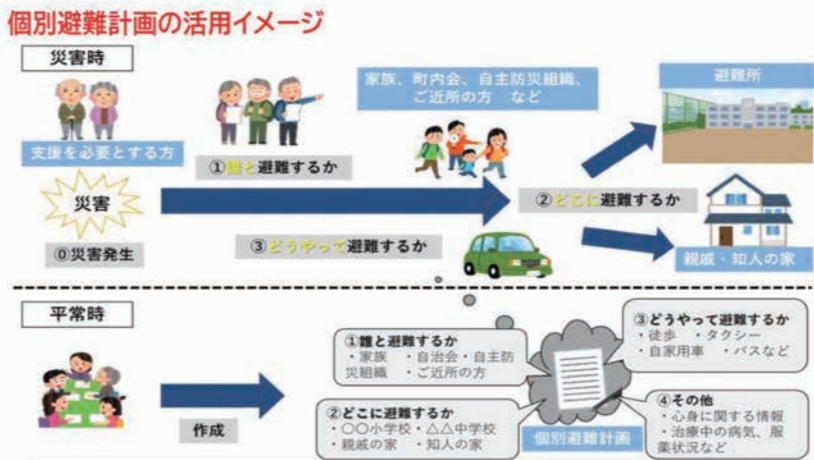 個別避難計画の活用イメージ
災害時
支援を必要とする方
災害
⓪災害発生
①誰と避難するか
家族、町内会、自主防災組織、
ご近所の方　など
②どこに避難するか
③どうやって避難するか
避難所
親戚・知人の家
平常時
作成
①誰と避難するか
・家族　・自治会・自主防
災組織　・ご近所の方
②どこに避難するか
・〇〇小学校・△△中学校
・親戚の家　・知人の家
個別避難計画
③どうやって避難するか
・徒歩　・タクシー
・自家用車　・バスなど
④その他
・心身に関する情報
・治療中の病気、服
薬状況など